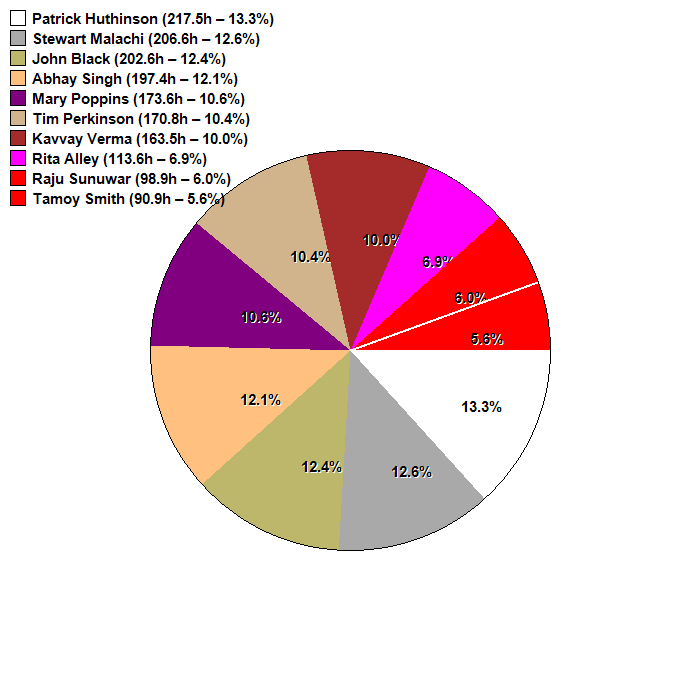 Patrick Huthinson (217.5h – 13.3%)
Stewart Malachi (206.6h – 12.6%)
John Black (202.6h – 12.4%)
Abhay Singh (197.4h – 12.1%)
Mary Poppins (173.6h – 10.6%)
Tim Perkinson (170.8h – 10.4%)
Kavvay Verma (163.5h – 10.0%)
Rita Alley (113.6h – 6.9%)
Raju Sunuwar (98.9h – 6.0%)
Tamoy Smith (90.9h – 5.6%)
10.0%
10.4%
6.9%
6.0%
10.6%
5.6%
12.1%
13.3%
12.4%
12.6%